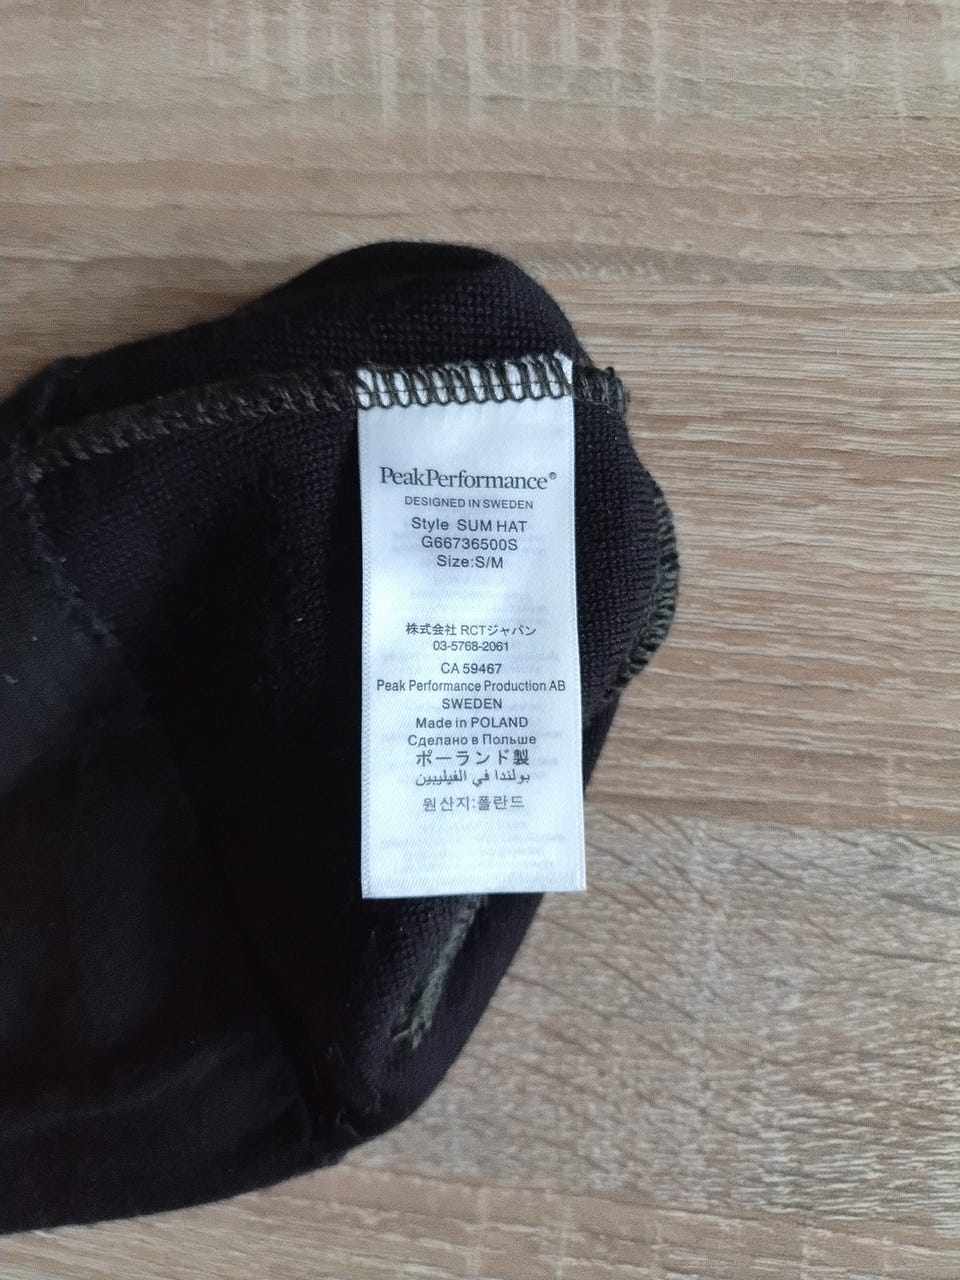 PeakPerformance®
DESIGNED IN SWEDEN
Style SUM HAT
G66736500S
Size:S/M
株式会社 RCTジャパン
03-5768-2061
CA 59467
Peak Performance Production AB
SWEDEN
Made in POLAND
Сделано в Польше
ポーランド製
بولندا في الفيليبين
원산지:폴란드